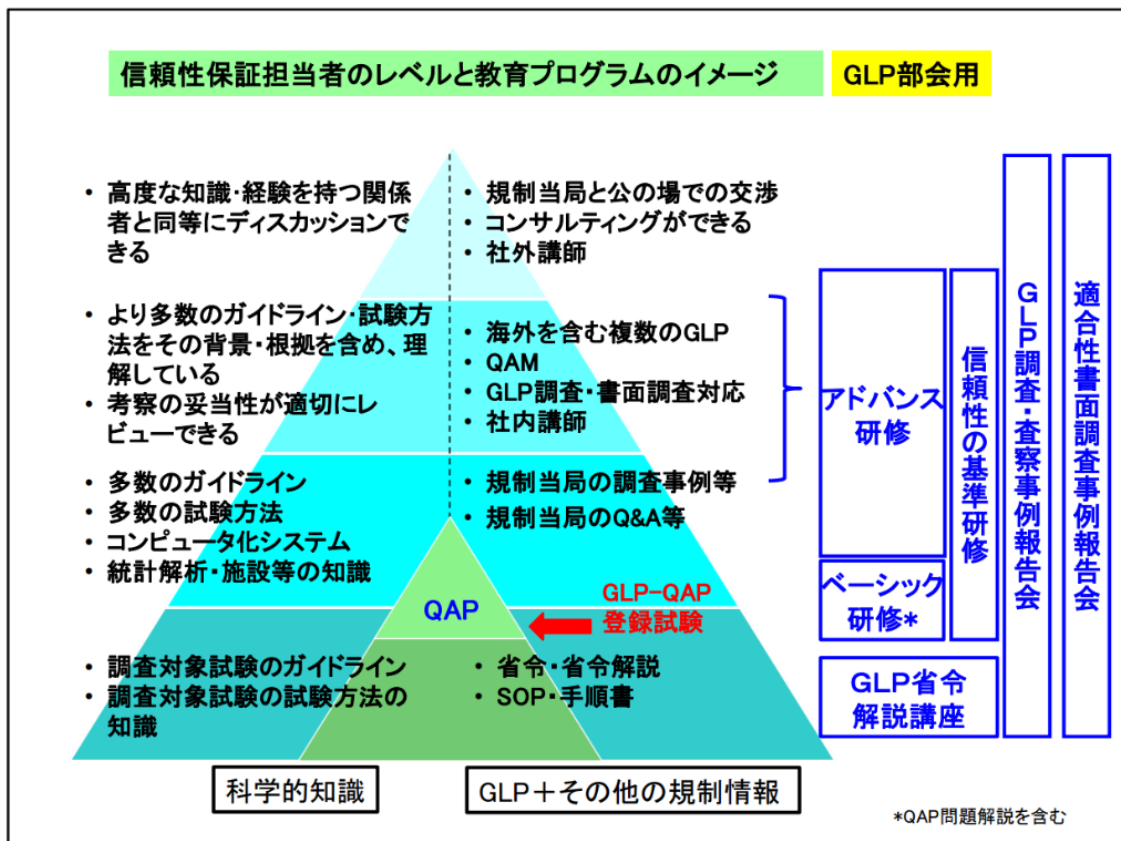 信頼性保証担当者のレベルと教育プログラムのイメージ
GLP部会用
・ 高度な知識・経験を持つ関係
者と同等にディスカッションで
きる
・ 規制当局と公の場での交渉
・ コンサルティングができる
・ 社外講師
・ より多数のガイドライン・試験方
法をその背景・根拠を含め、理
解している
・ 考察の妥当性が適切にレ
ビューできる
・ 海外を含む複数のGLP
・ QAM
・ GLP調査・書面調査対応
・ 社内講師
・ 多数のガイドライン
・ 多数の試験方法
・ コンピュータ化システム
・ 統計解析・施設等の知識
・ 規制当局の調査事例等
・ 規制当局のQ&A等
QAP
GLP-QAP
登録試験
・ 調査対象試験のガイドライン
・ 調査対象試験の試験方法の
知識
・ 省令・省令解説
・ SOP・手順書
科学的知識
GLP+その他の規制情報
アドバンス
研修
ベーシック
研修*
信頼性の基準研修
GLP省令
解説講座
GLP調査・査察事例報告会
適合性書面調査事例報告会
*QAP問題解説を含む